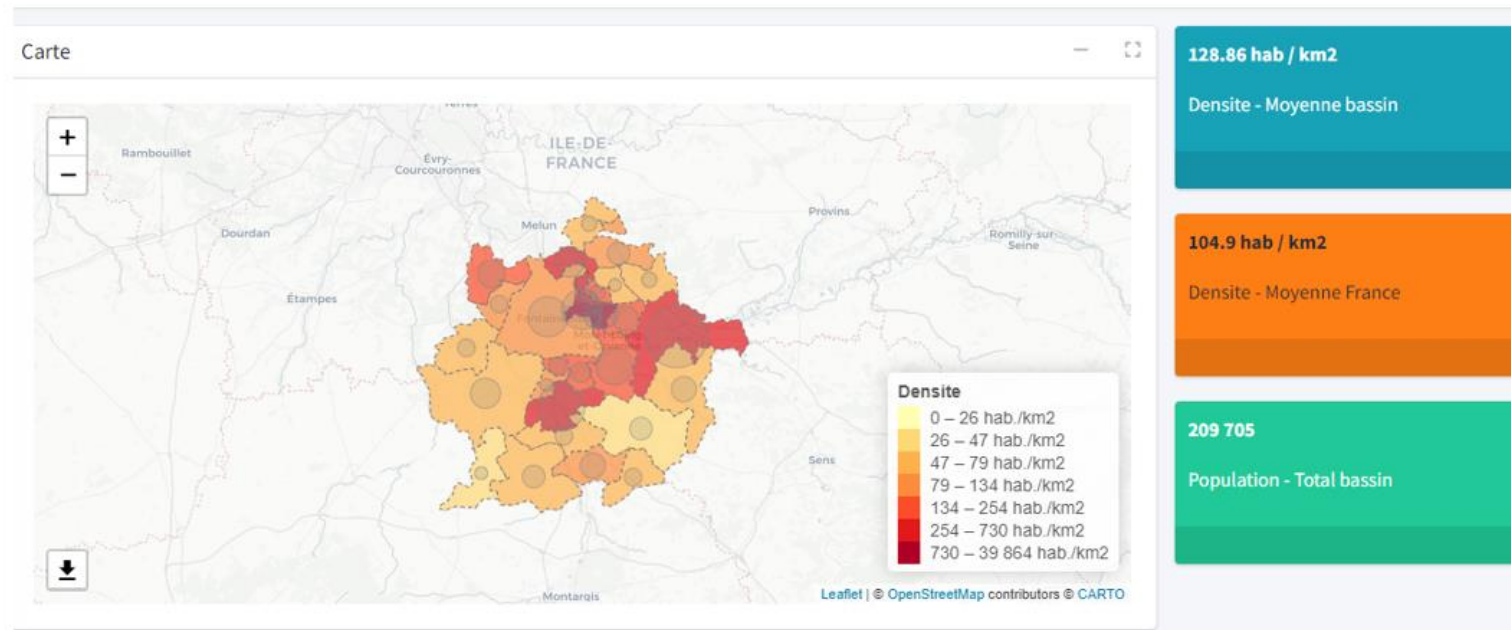 Carte
+
−
Rambouillet
Évry-
Courcouronnes
ILE-DE-
FRANCE
Dourdan
Melun
Provins
Romilly-sur-
Seine
Étampes
Sens
Montargis
Densite
0 – 26 hab./km2
26 – 47 hab./km2
47 – 79 hab./km2
79 – 134 hab./km2
134 – 254 hab./km2
254 – 730 hab./km2
730 – 39 864 hab./km2
Leaflet | © OpenStreetMap contributors © CARTO
128.86 hab / km2
Densite - Moyenne bassin
104.9 hab / km2
Densite - Moyenne France
209 705
Population - Total bassin